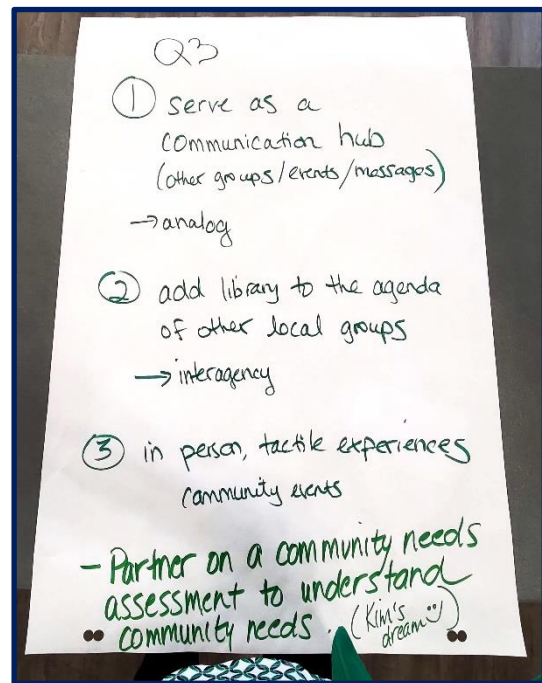 Q3
① serve as a
communication hub
(other groups/events/messages)
→ analog
② add library to the agenda
of other local groups
→ interagency
③ in person, tactile experiences
community events
- Partner on a community needs
assessment to understand
community needs. (Kim's
dream☺)